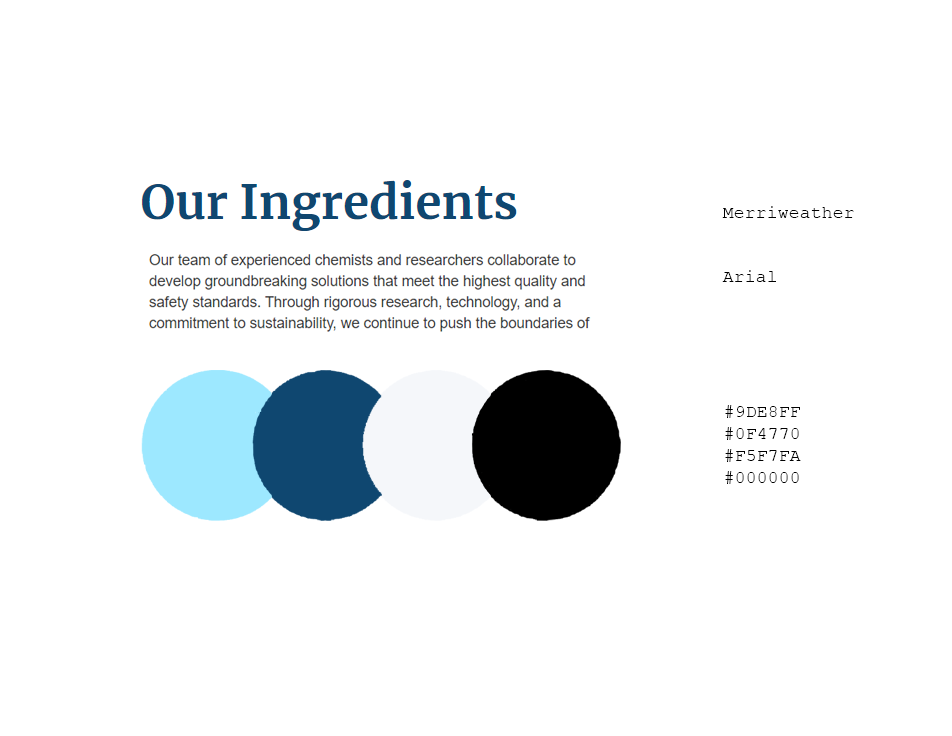 Our Ingredients
Merriweather
Our team of experienced chemists and researchers collaborate to
develop groundbreaking solutions that meet the highest quality and
safety standards. Through rigorous research, technology, and a
commitment to sustainability, we continue to push the boundaries of
Arial
#9DE8FF
#0F4770
#F5F7FA
#000000